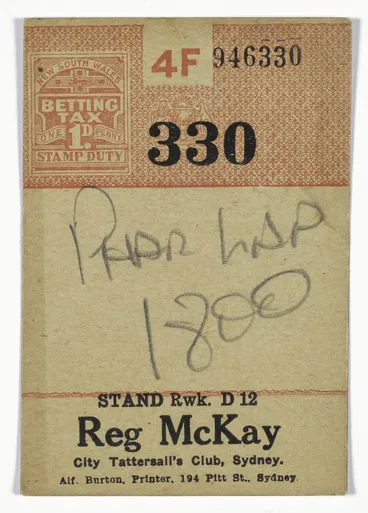 4F 946330
NEW SOUTH WALES
BETTING
TAX
ONE 1D. PENNY
STAMP DUTY
330
PHAR LAP
1800
STAND Rwk. D 12
Reg McKay
City Tattersall's Club, Sydney.
Alf. Burton, Printer, 194 Pitt St., Sydney